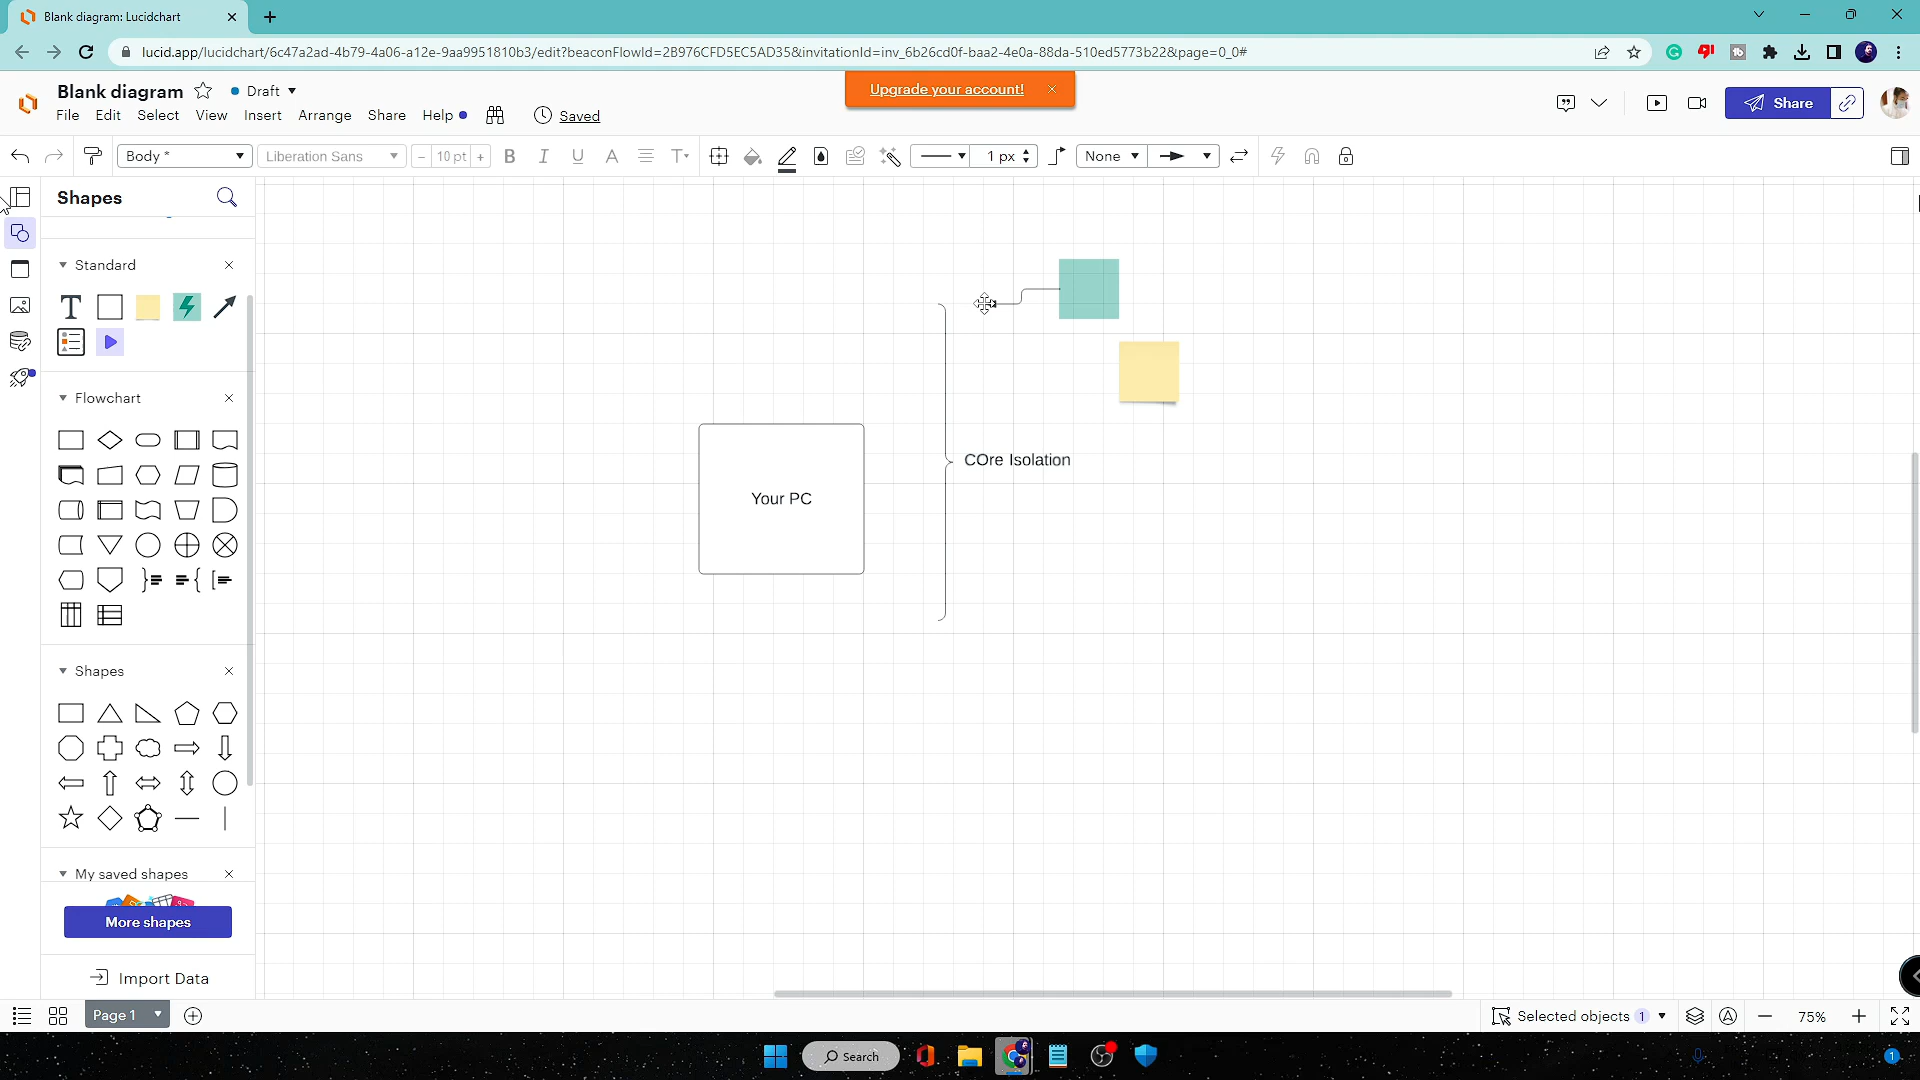 Blank diagram: Lucidchart
lucid.app/lucidchart/6c47a2ad-4b79-4a06-a12e-9aa9951810b3/edit?beaconFlowId=2B976CFD5EC5AD35&invitationId=inv_6b26cd0f-baa2-4e0a-88da-510ed5773b22&page=0_0#
Blank diagram
Draft
Upgrade your account!
File Edit Select View Insert Arrange Share Help
Saved
Share
Body *
Liberation Sans
10 pt
1 px
None
Shapes
Standard
Flowchart
Shapes
My saved shapes
More shapes
Import Data
COre Isolation
Your PC
Page 1
Selected objects 1
75%
Search
1